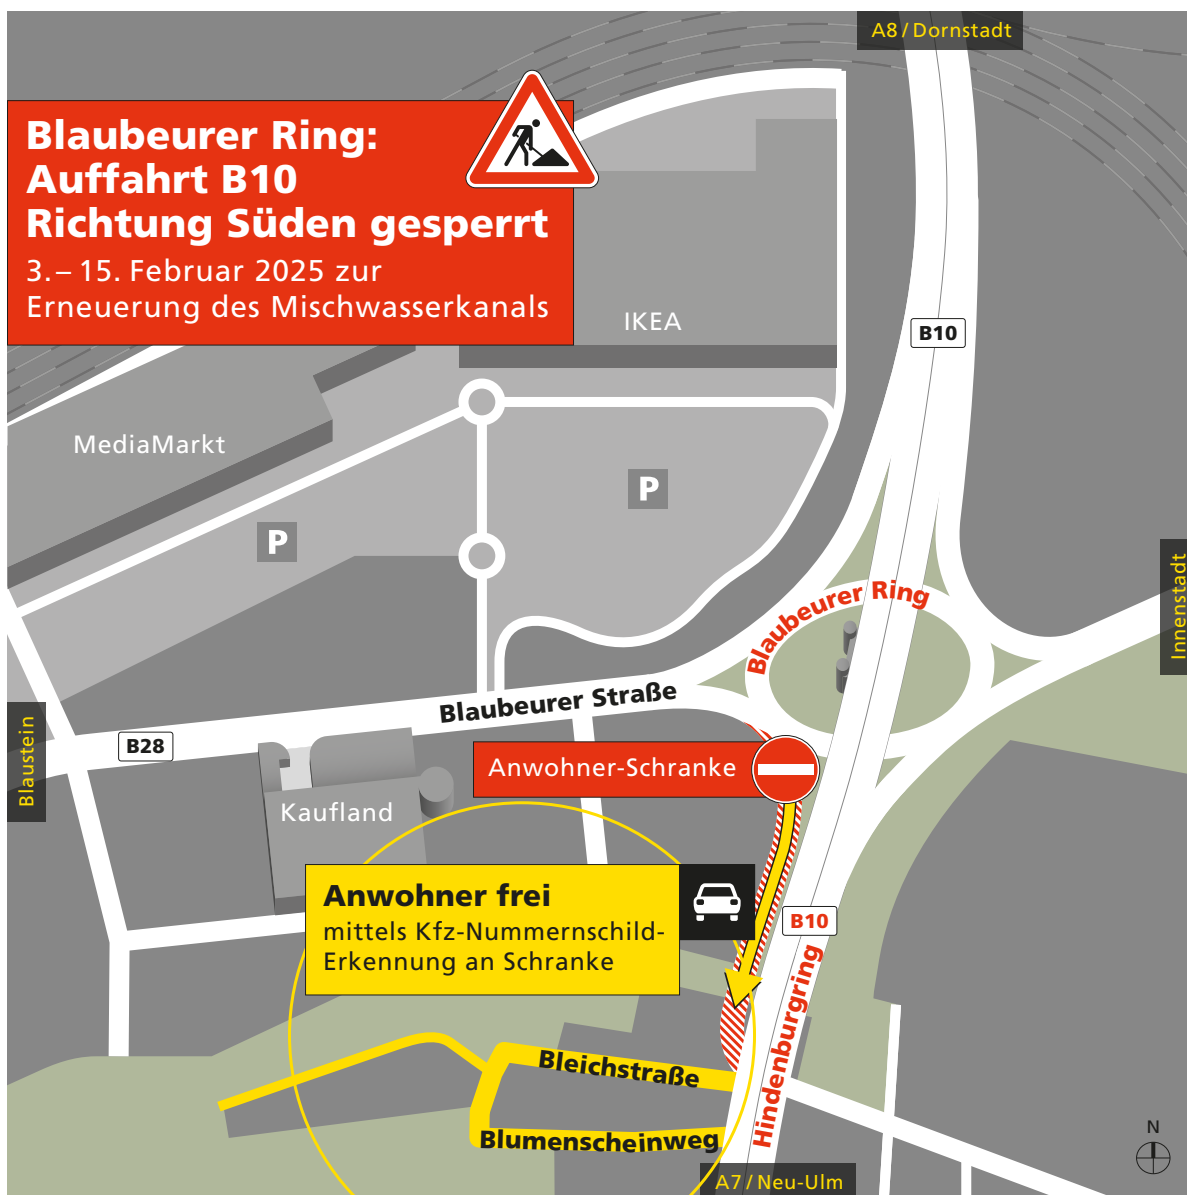 A8/Dornstadt
Blaubeurer Ring:
Auffahrt B10
Richtung Süden gesperrt
3.–15. Februar 2025 zur
Erneuerung des Mischwasserkanals
IKEA
B10
MediaMarkt
P
P
Blaubeurer Ring
Innenstadt
Blaubeurer Straße
B28
Blaustein
Anwohner-Schranke
Kaufland
Anwohner frei
mittels Kfz-Nummernschild-
Erkennung an Schranke
B10
Hindenburgring
Bleichstraße
Blumenscheinweg
N
A7/Neu-Ulm